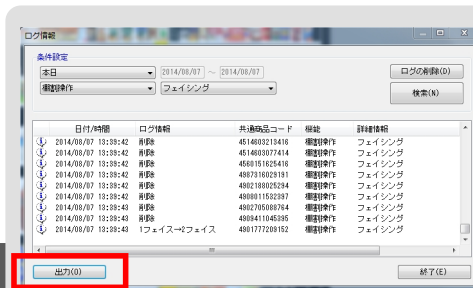 ログ情報
条件設定
本日 2014/08/07 ～ 2014/08/07 ログの削除(D)
棚割操作 フェイシング 検索(N)
日付/時間 ログ情報 共通商品コード 機能 詳細情報
2014/08/07 13:39:42 削除 4514603213416 棚割操作 フェイシング
2014/08/07 13:39:42 削除 4514603077414 棚割操作 フェイシング
2014/08/07 13:39:42 削除 4560151625416 棚割操作 フェイシング
2014/08/07 13:39:42 削除 4987316029191 棚割操作 フェイシング
2014/08/07 13:39:42 削除 4902188025294 棚割操作 フェイシング
2014/08/07 13:39:42 削除 4908011532397 棚割操作 フェイシング
2014/08/07 13:39:43 削除 4902705088764 棚割操作 フェイシング
2014/08/07 13:39:43 削除 4909411045395 棚割操作 フェイシング
2014/08/07 13:39:43 1フェイス→2フェイス 4901777209152 棚割操作 フェイシング
出力(O) 終了(E)